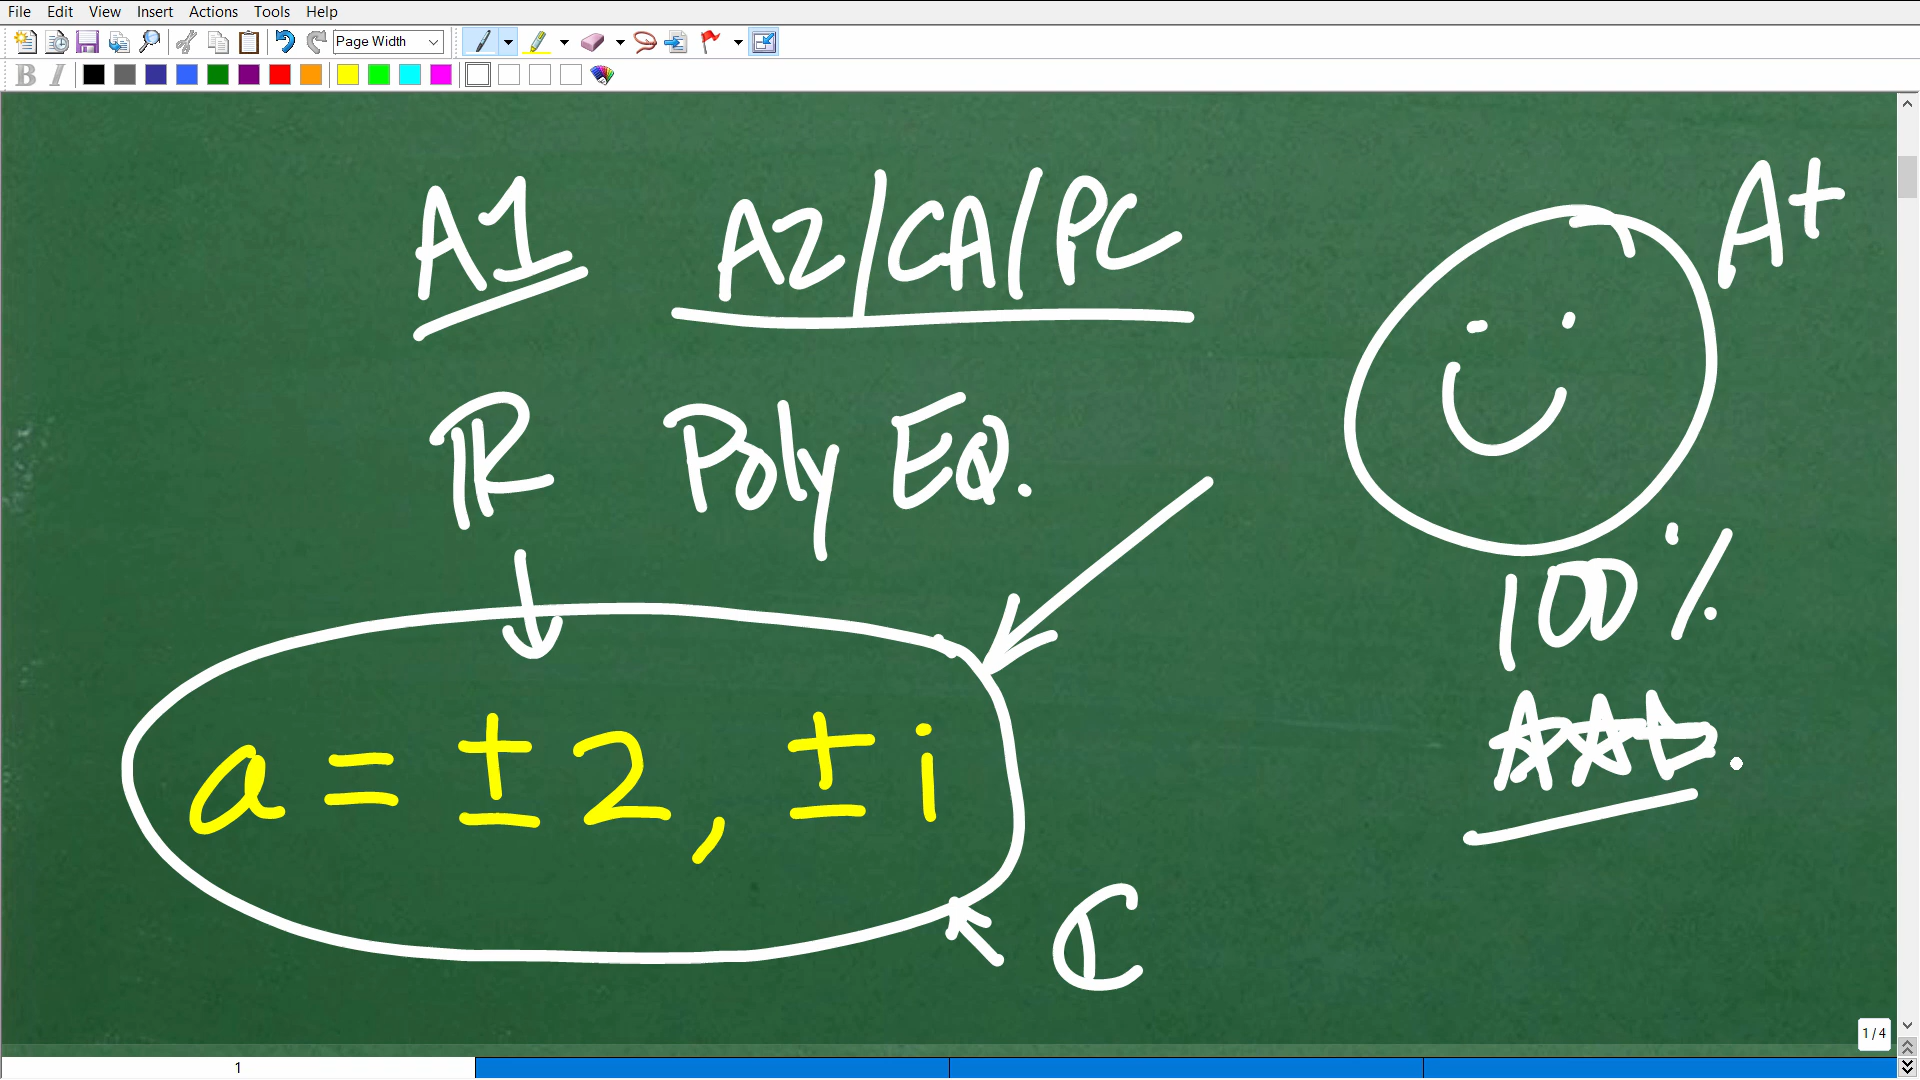 File Edit View Insert Actions Tools Help
Page Width
B I
A1 A2/CA/PC A+
ℝ Poly Eq.
100%
a = ± 2, ± i
ℂ
1 / 4
1